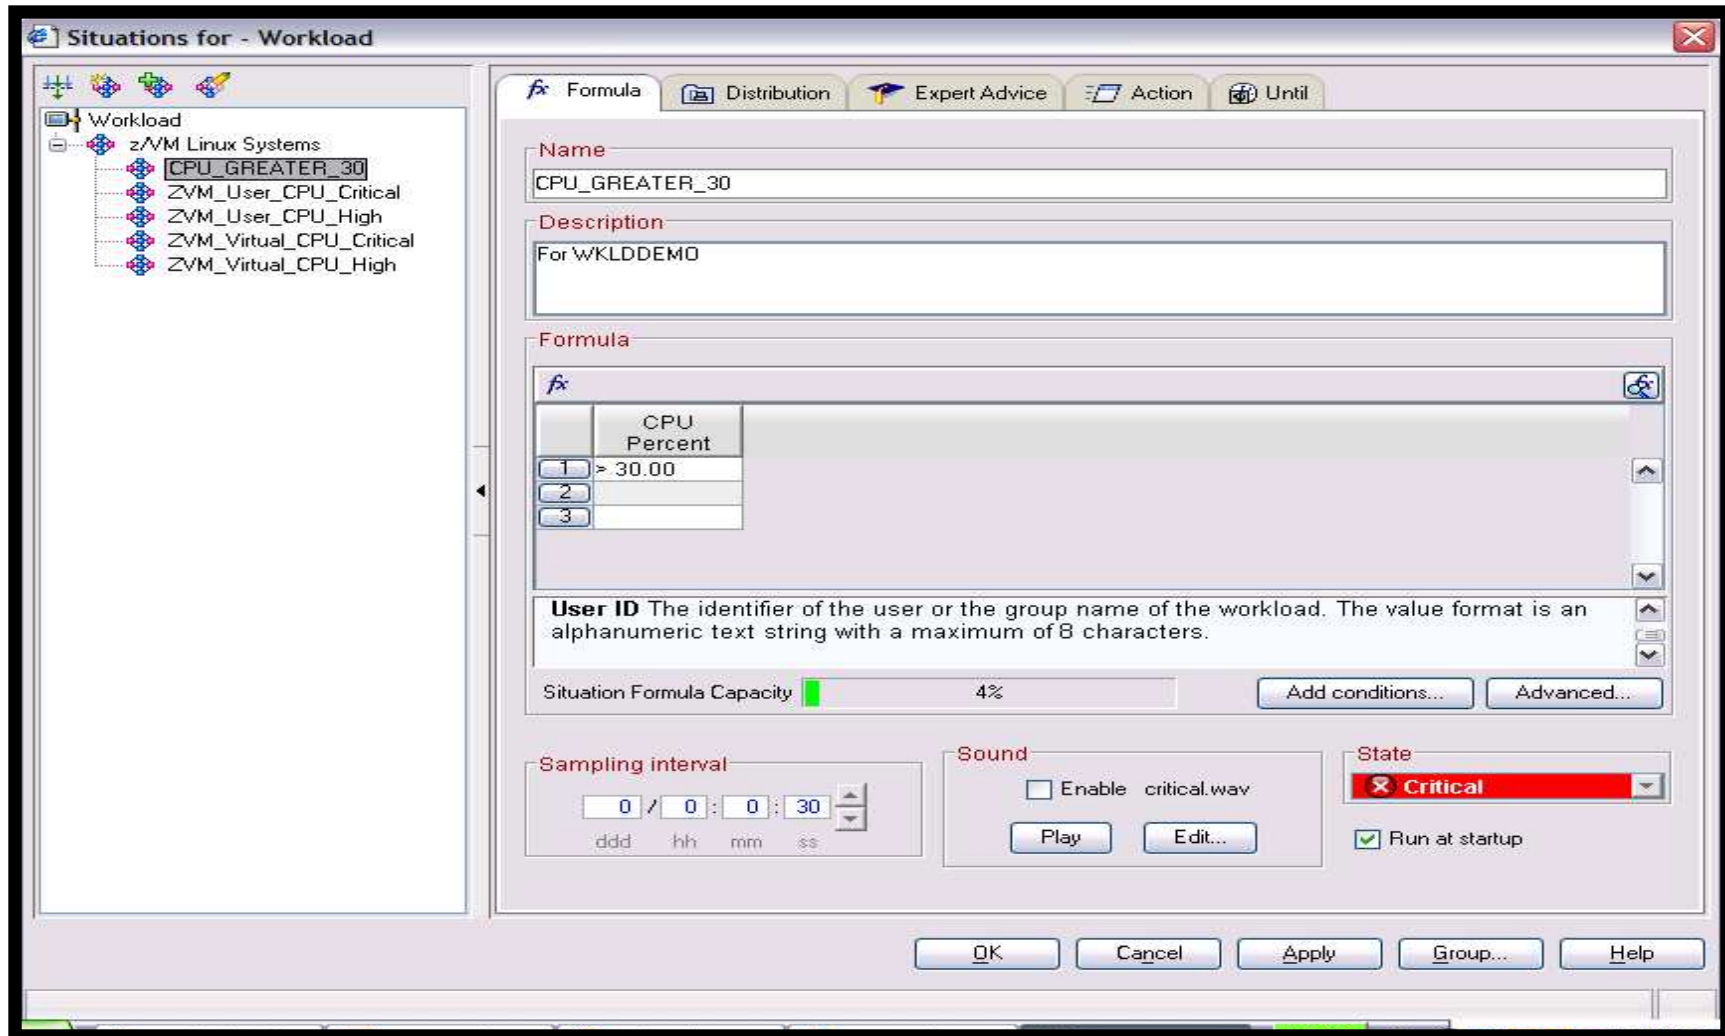 Situations for - Workload
Workload
z/VM Linux Systems
CPU_GREATER_30
ZVM_User_CPU_Critical
ZVM_User_CPU_High
ZVM_Virtual_CPU_Critical
ZVM_Virtual_CPU_High
fx Formula
Distribution
Expert Advice
Action
Until
Name
CPU_GREATER_30
Description
For WKLDDEMO
Formula
fx
CPU
Percent
1 > 30.00
2
3
User ID The identifier of the user or the group name of the workload. The value format is an
alphanumeric text string with a maximum of 8 characters.
Situation Formula Capacity 4% Add conditions... Advanced...
Sampling interval
0 / 0 : 0 : 30
ddd hh mm ss
Sound
Enable critical.wav
Play Edit...
State
Critical
Run at startup
OK Cancel Apply Group... Help